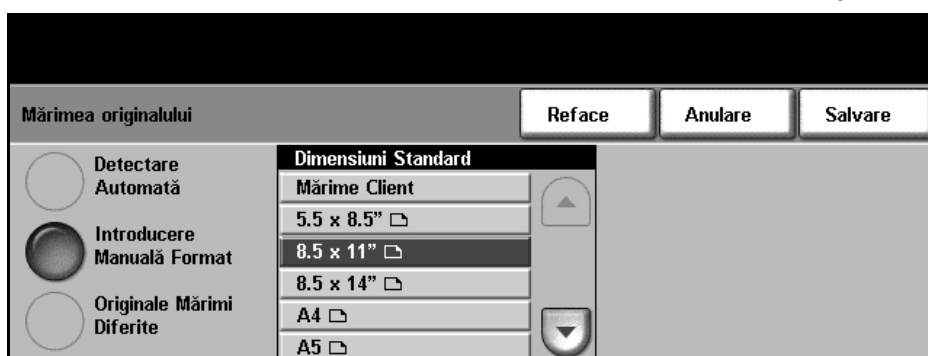 Mărimea originalului
Reface
Anulare
Salvare
Detectare
Automată
Introducere
Manuală Format
Originale Mărimi
Diferite
Dimensiuni Standard
Mărime Client
5.5 x 8.5”
8.5 x 11”
8.5 x 14”
A4
A5